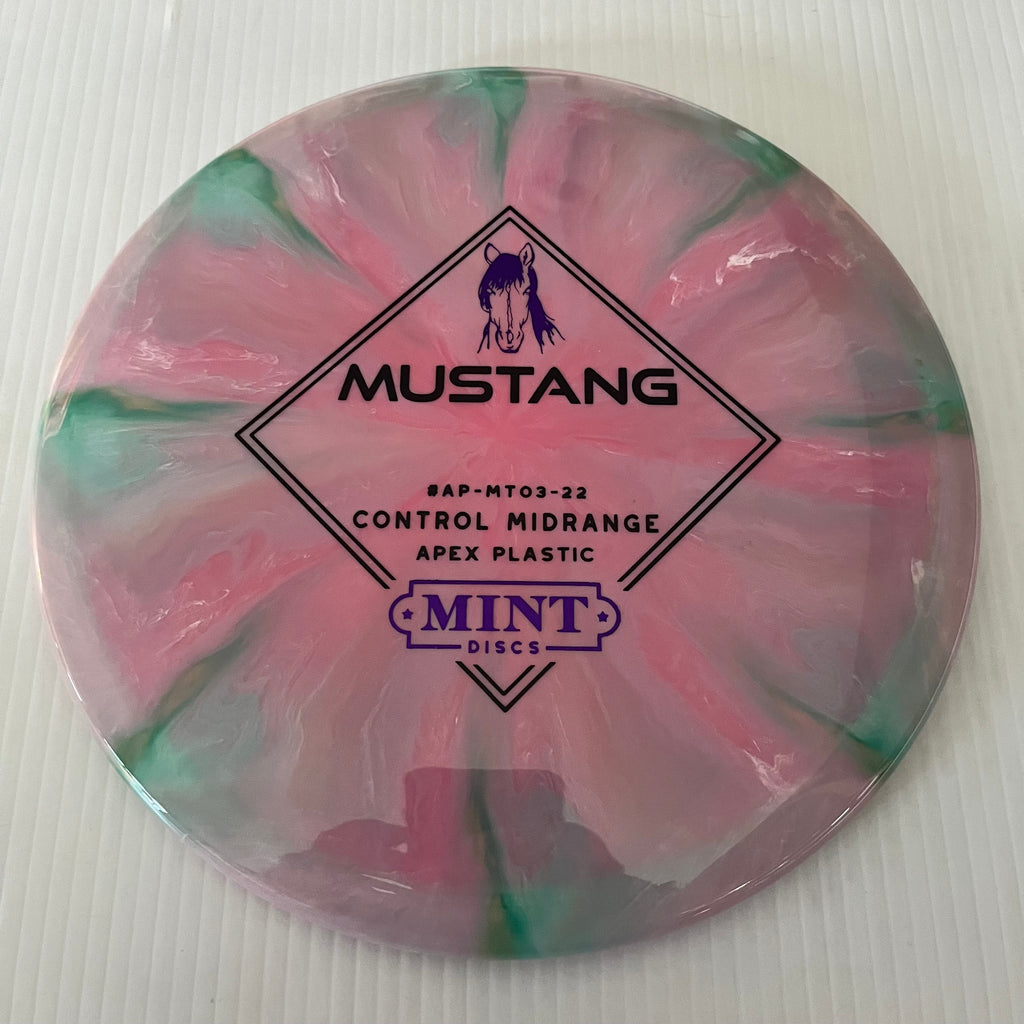 MUSTANG
#AP-MT03-22
CONTROL MIDRANGE
APEX PLASTIC
MINT
DISCS